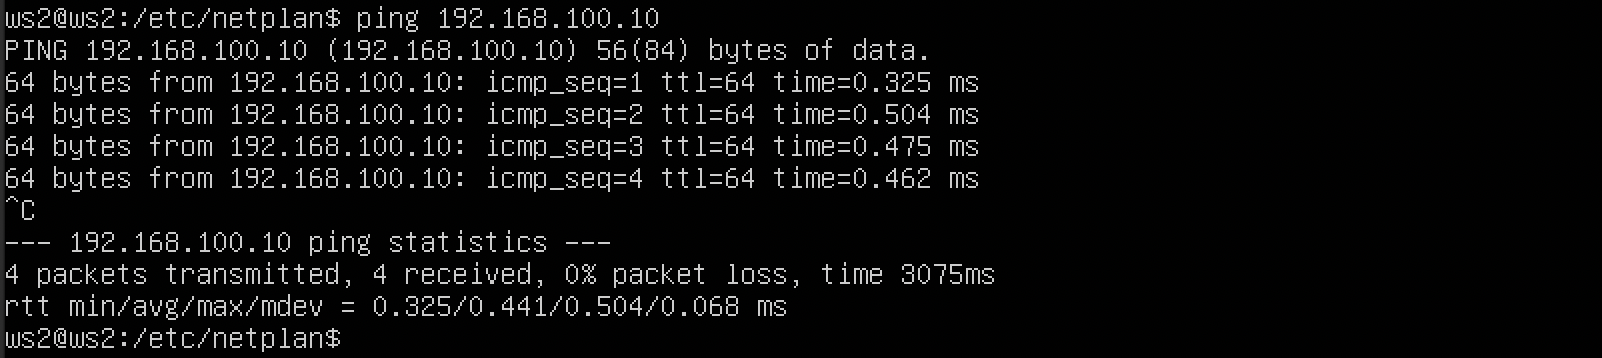 ws2@ws2:/etc/netplan$ ping 192.168.100.10
PING 192.168.100.10 (192.168.100.10) 56(84) bytes of data.
64 bytes from 192.168.100.10: icmp_seq=1 ttl=64 time=0.325 ms
64 bytes from 192.168.100.10: icmp_seq=2 ttl=64 time=0.504 ms
64 bytes from 192.168.100.10: icmp_seq=3 ttl=64 time=0.475 ms
64 bytes from 192.168.100.10: icmp_seq=4 ttl=64 time=0.462 ms
^C
--- 192.168.100.10 ping statistics ---
4 packets transmitted, 4 received, 0% packet loss, time 3075ms
rtt min/avg/max/mdev = 0.325/0.441/0.504/0.068 ms
ws2@ws2:/etc/netplan$